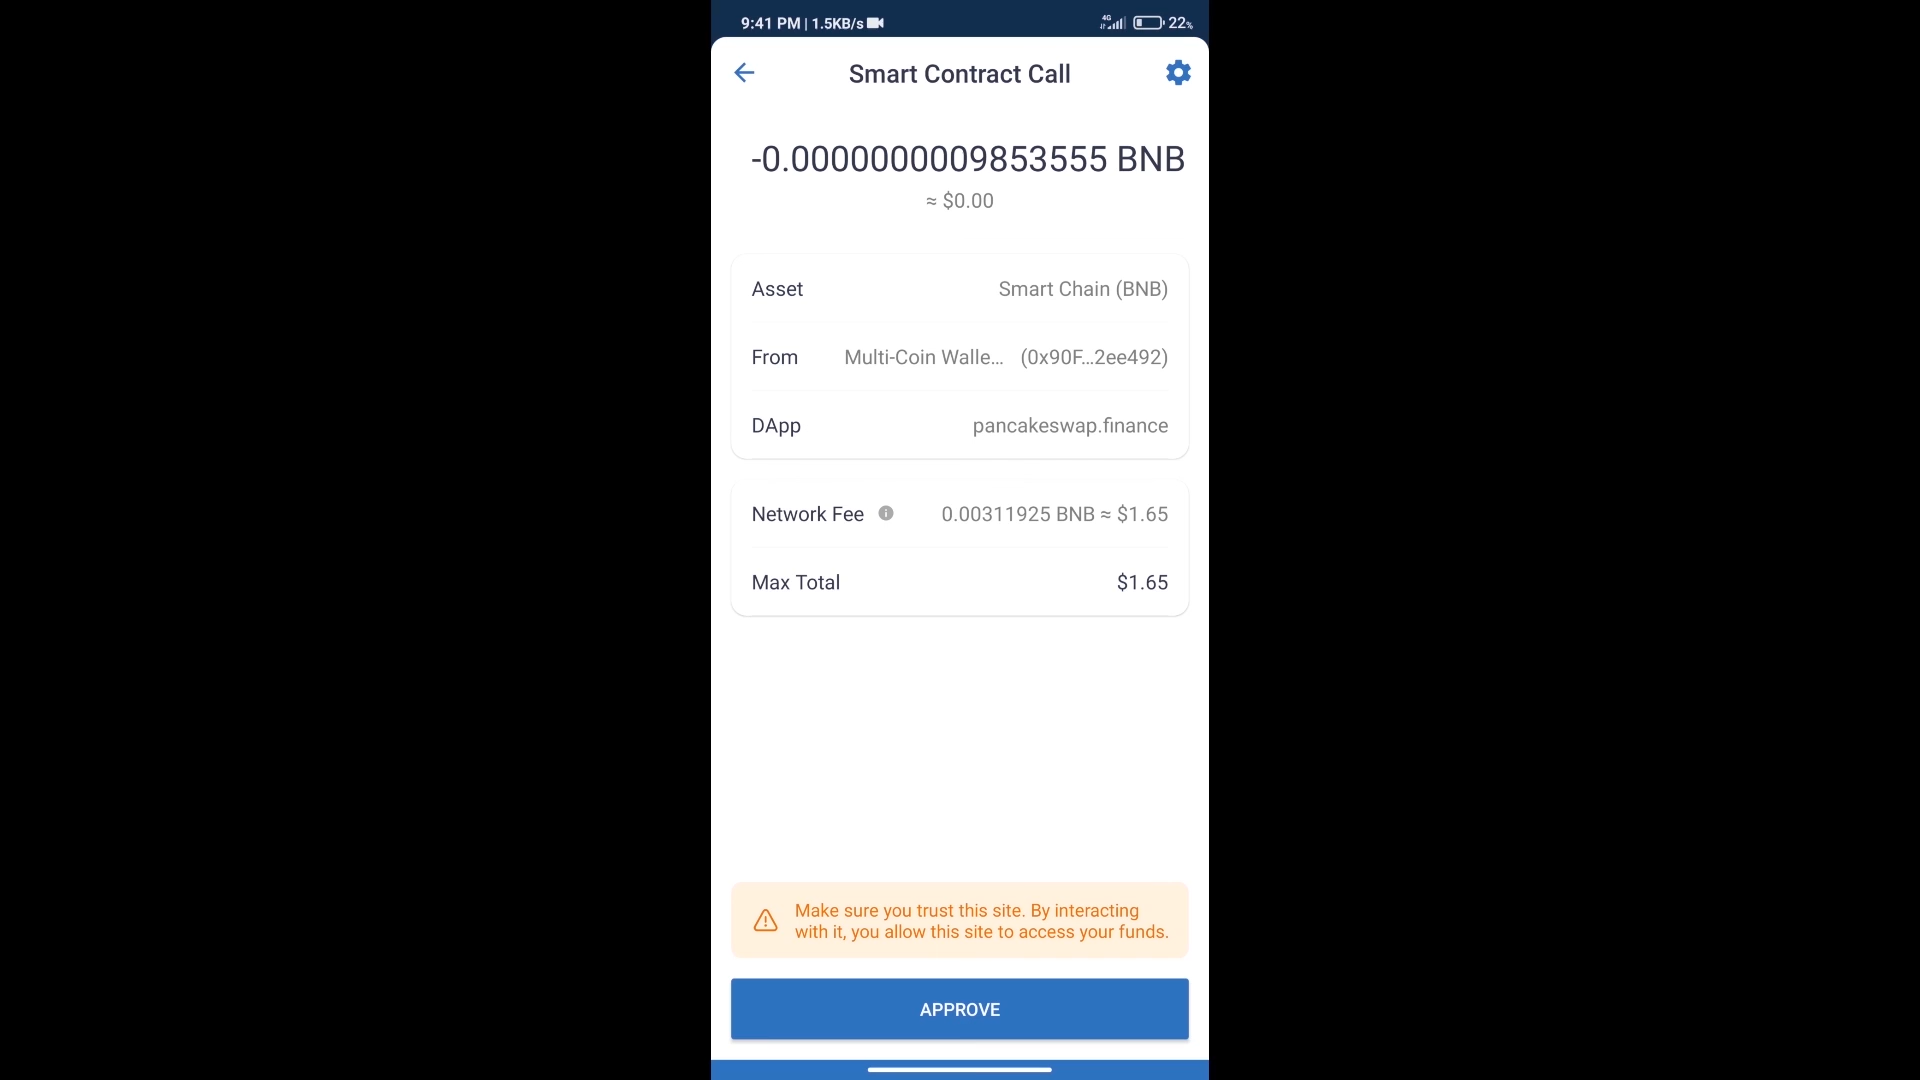 9:41 PM | 1.5KB/s 4G 22%
Smart Contract Call
-0.0000000009853555 BNB
≈ $0.00
Asset Smart Chain (BNB)
From Multi-Coin Walle... (0x90F...2ee492)
DApp pancakeswap.finance
Network Fee 0.00311925 BNB ≈ $1.65
Max Total $1.65
Make sure you trust this site. By interacting
with it, you allow this site to access your funds.
APPROVE